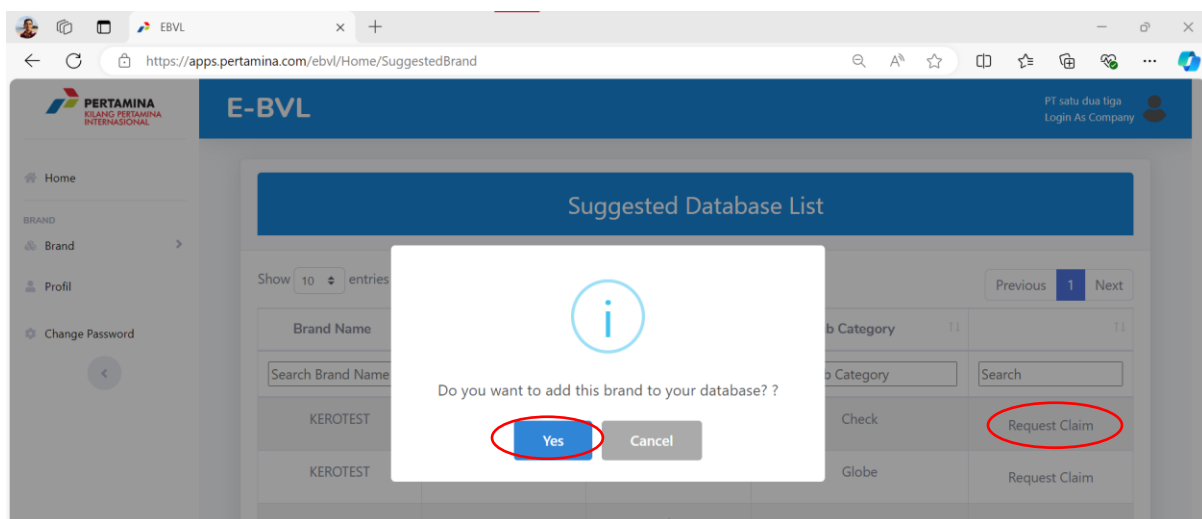 EBVL
https://apps.pertamina.com/ebvl/Home/SuggestedBrand
PERTAMINA
KILANG PERTAMINA
INTERNASIONAL
E-BVL
PT satu dua tiga
Login As Company
Home
BRAND
Brand
Profil
Change Password
Suggested Database List
Show 10 entries
Previous 1 Next
Brand Name
b Category
Search Brand Name
b Category
Search
Do you want to add this brand to your database? ?
Yes
Cancel
KEROTEST
Check
Request Claim
KEROTEST
Globe
Request Claim